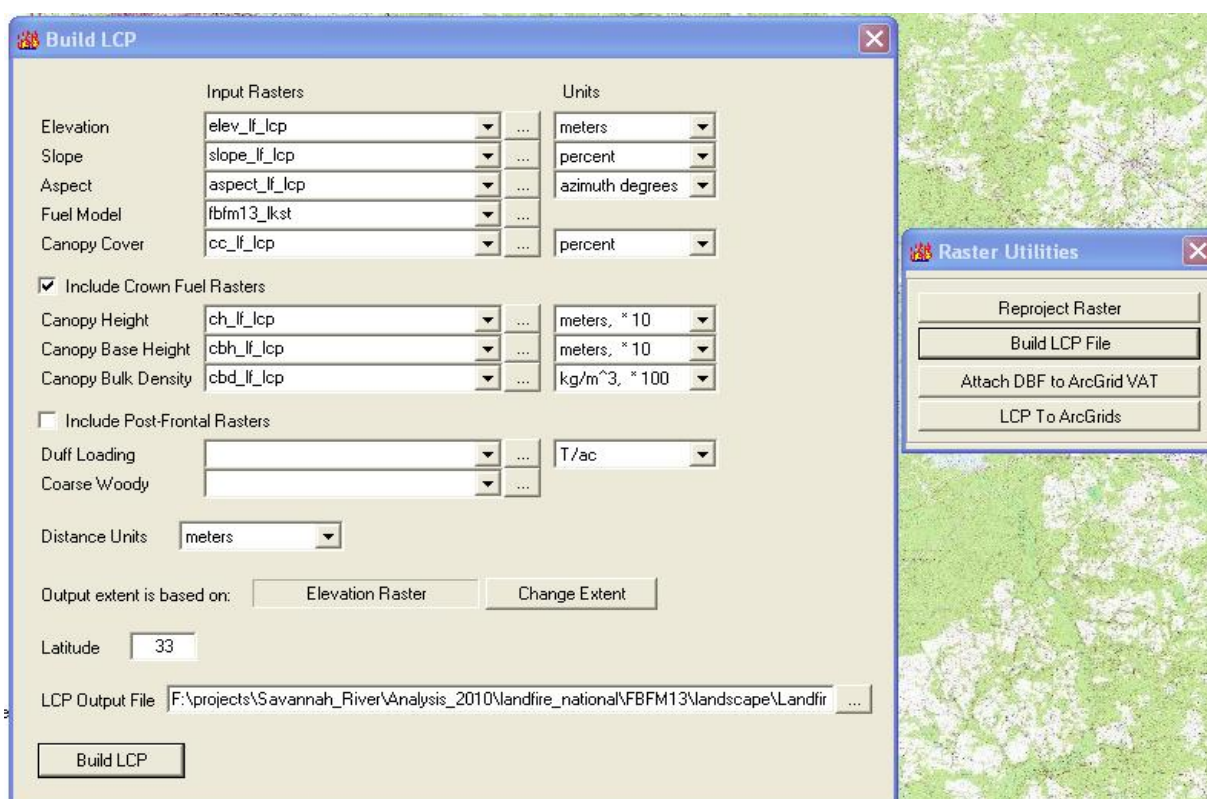 Build LCP
Input Rasters Units
Elevation elev_lf_lcp ... meters
Slope slope_lf_lcp ... percent
Aspect aspect_lf_lcp ... azimuth degrees
Fuel Model fbfm13_lkst ...
Canopy Cover cc_lf_lcp ... percent
Include Crown Fuel Rasters
Canopy Height ch_lf_lcp ... meters, * 10
Canopy Base Height cbh_lf_lcp ... meters, * 10
Canopy Bulk Density cbd_lf_lcp ... kg/m^3, * 100
Include Post-Frontal Rasters
Duff Loading ... T/ac
Coarse Woody ...
Distance Units meters
Output extent is based on: Elevation Raster Change Extent
Latitude 33
LCP Output File F:\projects\Savannah_River\Analysis_2010\landfire_national\FBFM13\landscape\Landfir ...
Build LCP
Raster Utilities
Reproject Raster
Build LCP File
Attach DBF to ArcGrid VAT
LCP To ArcGrids